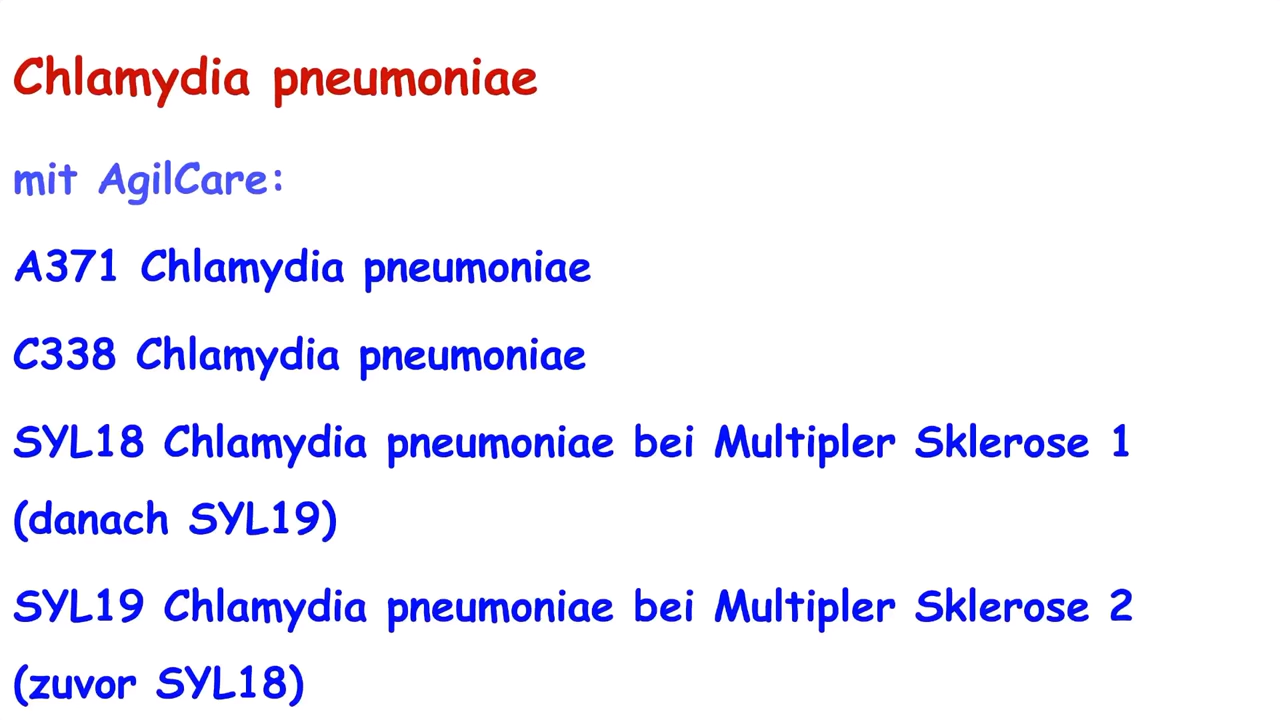 Chlamydia pneumoniae
mit AgilCare:
A371 Chlamydia pneumoniae
C338 Chlamydia pneumoniae
SYL18 Chlamydia pneumoniae bei Multipler Sklerose 1
(danach SYL19)
SYL19 Chlamydia pneumoniae bei Multipler Sklerose 2
(zuvor SYL18)